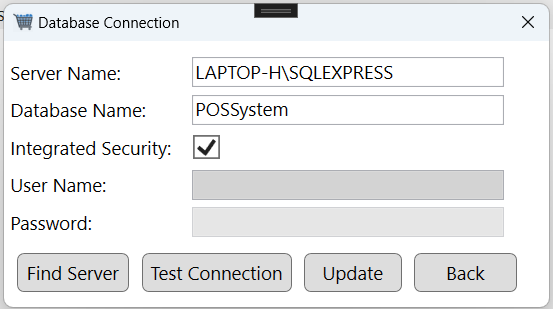 Database Connection
Server Name: LAPTOP-H\SQLEXPRESS
Database Name: POSSystem
Integrated Security:
User Name:
Password:
Find Server Test Connection Update Back